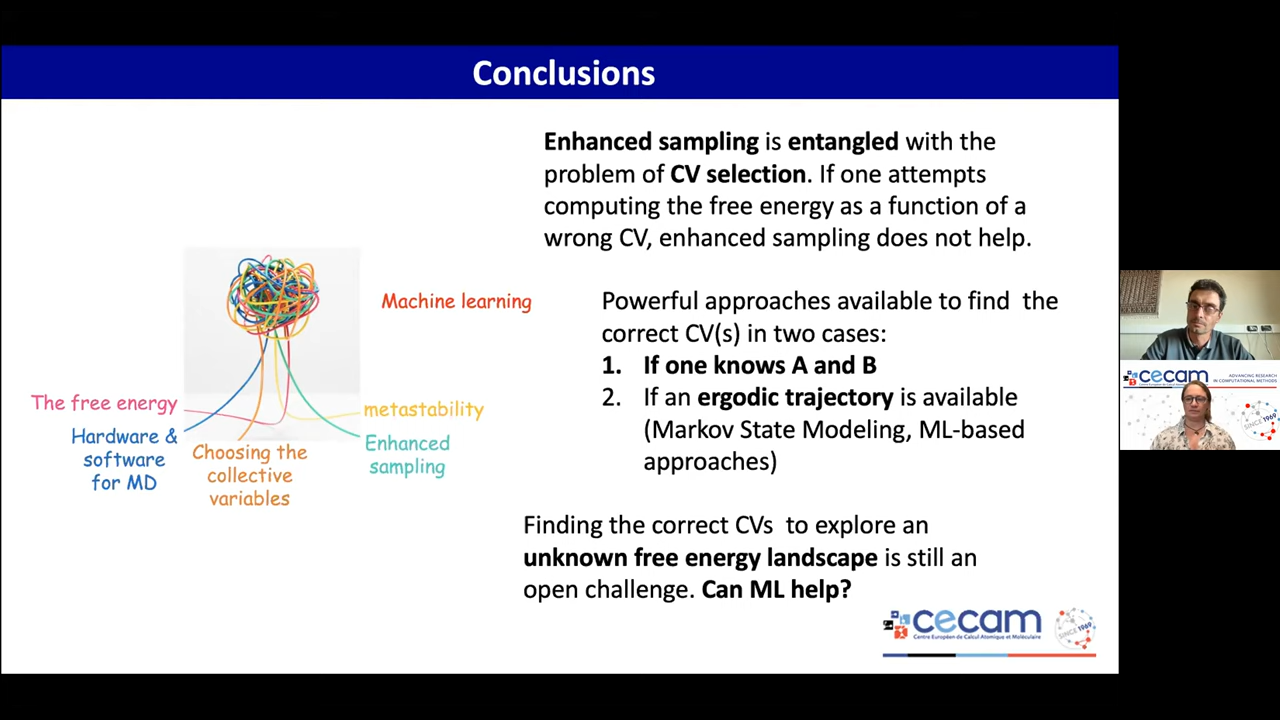 Conclusions
Enhanced sampling is entangled with the
problem of CV selection. If one attempts
computing the free energy as a function of a
wrong CV, enhanced sampling does not help.
Machine learning
Powerful approaches available to find the
correct CV(s) in two cases:
1. If one knows A and B
2. If an ergodic trajectory is available
(Markov State Modeling, ML-based
approaches)
The free energy
Hardware &
software
for MD
Choosing the
collective
variables
metastability
Enhanced
sampling
Finding the correct CVs to explore an
unknown free energy landscape is still an
open challenge. Can ML help?
cecam
Centre Européen de Calcul Atomique et Moléculaire
SINCE 1969
cecam
ADVANCING RESEARCH
IN COMPUTATIONAL METHODS
SINCE 1969